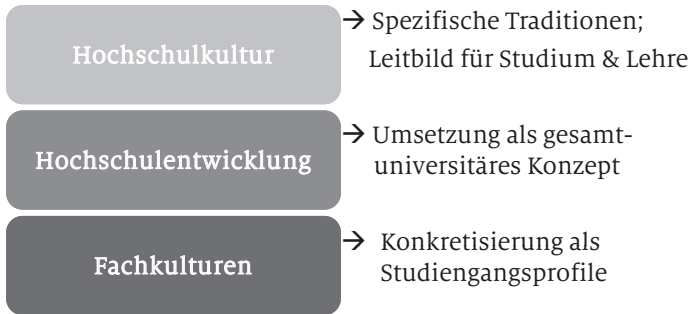 Hochschulkultur
→ Spezifische Traditionen;
Leitbild für Studium & Lehre
Hochschulentwicklung
→ Umsetzung als gesamt-
universitäres Konzept
Fachkulturen
→ Konkretisierung als
Studiengangsprofile